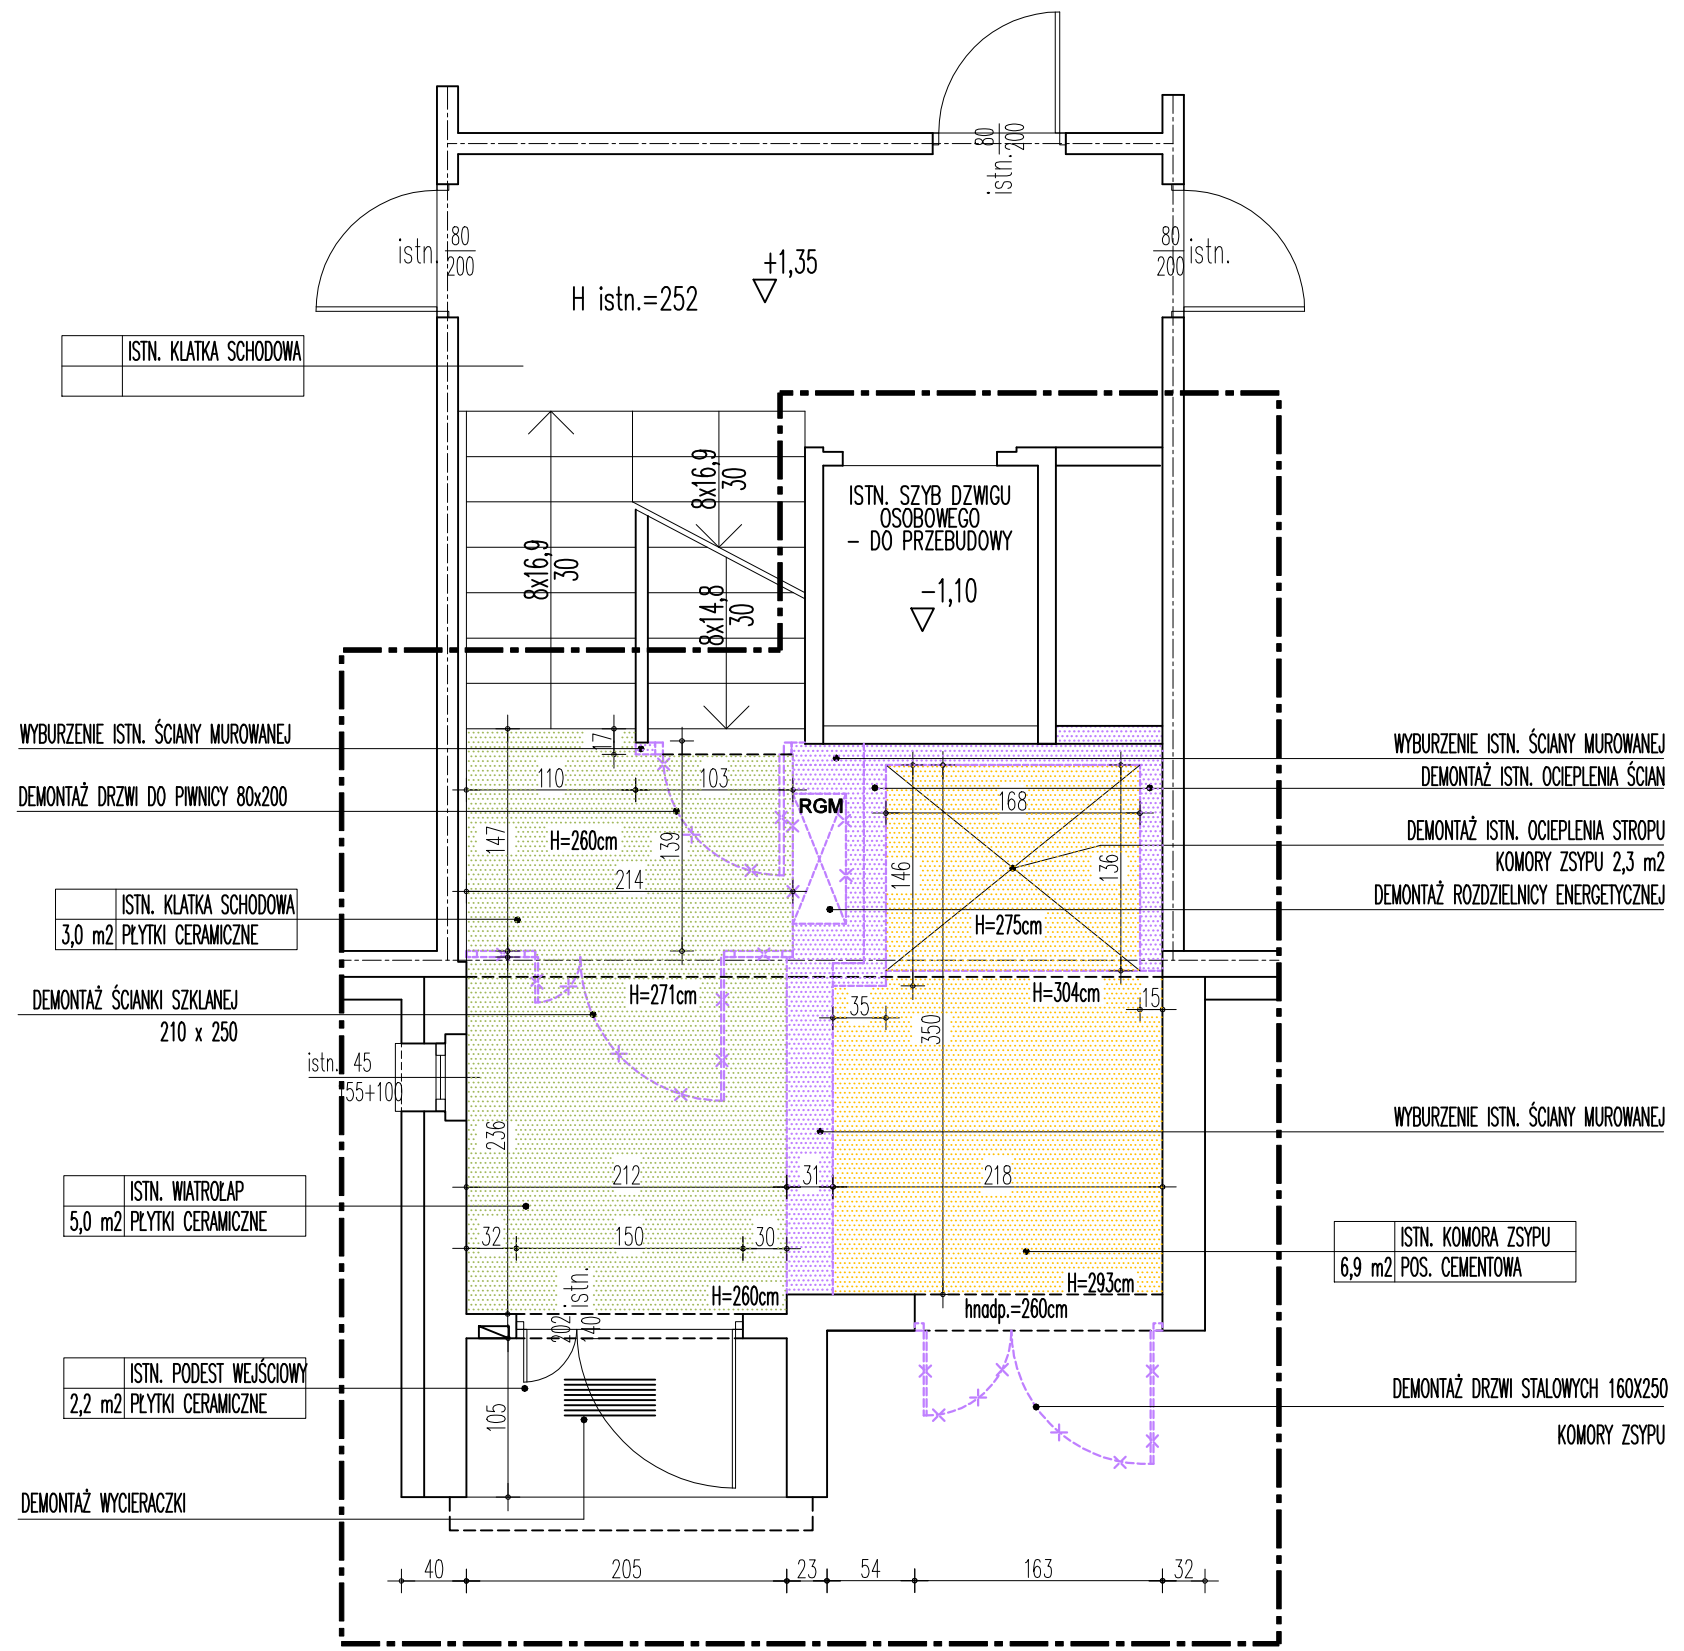 80
200
istn.
istn.
80
200
80
200
istn.
+1,35
H istn.=252
ISTN. KLATKA SCHODOWA
8x16,9
30
8x16,9
30
8x14,8
30
ISTN. SZYB DZWIGU
OSOBOWEGO
- DO PRZEBUDOWY
-1,10
WYBURZENIE ISTN. ŚCIANY MUROWANEJ
DEMONTAŻ DRZWI DO PIWNICY 80x200
ISTN. KLATKA SCHODOWA
3,0 m2 PŁYTKI CERAMICZNE
DEMONTAŻ ŚCIANKI SZKLANEJ
210 x 250
istn. 45
55+100
ISTN. WIATROŁAP
5,0 m2 PŁYTKI CERAMICZNE
ISTN. PODEST WEJŚCIOWY
2,2 m2 PŁYTKI CERAMICZNE
DEMONTAŻ WYCIERACZKI
17
110
103
RGM
168
147
H=260cm
139
146
136
214
H=275cm
H=271cm
H=304cm
35
15
350
236
212
31
218
32
150
30
istn.
H=260cm
H=293cm
hnadp.=260cm
202
140
105
WYBURZENIE ISTN. ŚCIANY MUROWANEJ
DEMONTAŻ ISTN. OCIEPLENIA ŚCIAN
DEMONTAŻ ISTN. OCIEPLENIA STROPU
KOMORY ZSYPU 2,3 m2
DEMONTAŻ ROZDZIELNICY ENERGETYCZNEJ
WYBURZENIE ISTN. ŚCIANY MUROWANEJ
ISTN. KOMORA ZSYPU
6,9 m2 POS. CEMENTOWA
DEMONTAŻ DRZWI STALOWYCH 160X250
KOMORY ZSYPU
40
205
23
54
163
32